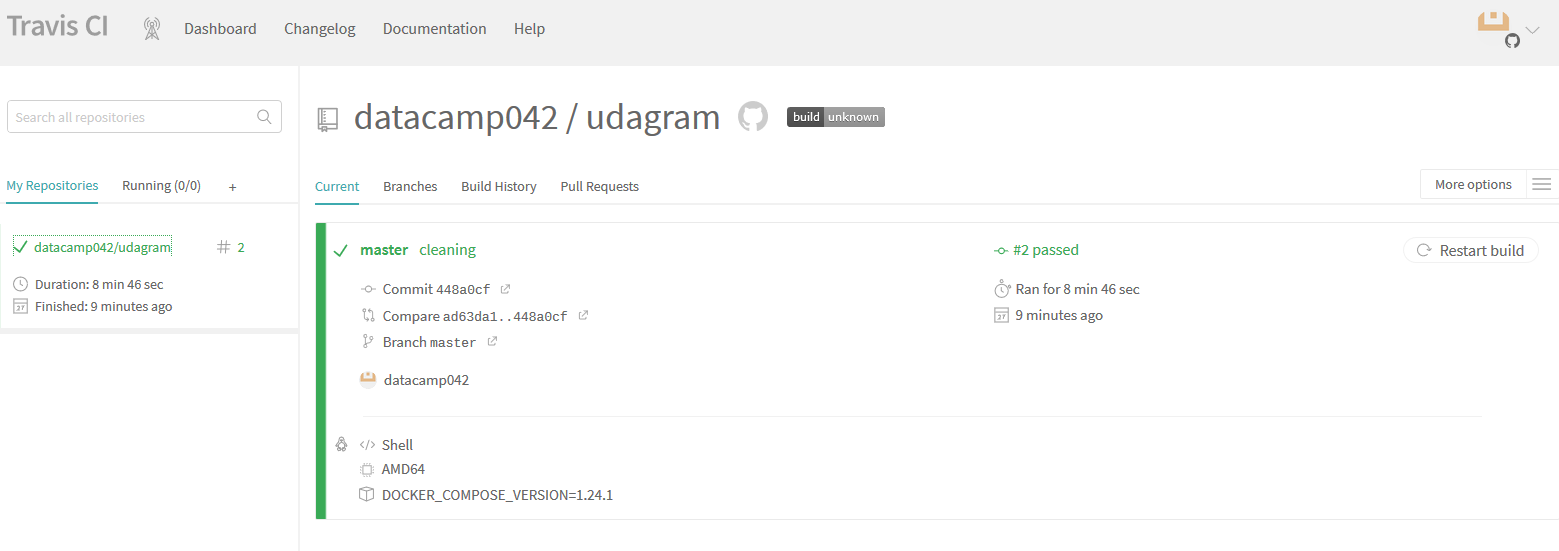 Travis CI Dashboard Changelog Documentation Help
Search all repositories
datacamp042 / udagram build unknown
My Repositories Running (0/0) +
Current Branches Build History Pull Requests More options
datacamp042/udagram # 2
Duration: 8 min 46 sec
Finished: 9 minutes ago
master cleaning #2 passed Restart build
Commit 448a0cf Ran for 8 min 46 sec
Compare ad63da1..448a0cf 27 9 minutes ago
Branch master
datacamp042
</> Shell
AMD64
DOCKER_COMPOSE_VERSION=1.24.1